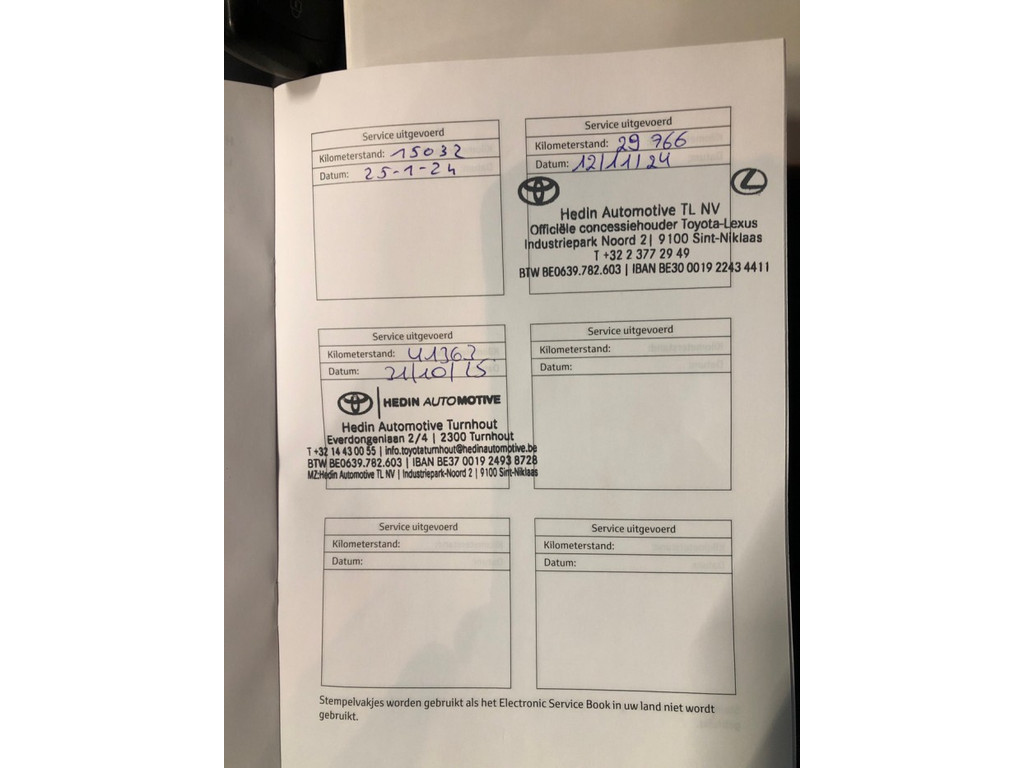 Service uitgevoerd
Kilometerstand: 15032
Datum: 25-1-24
Service uitgevoerd
Kilometerstand: 29 766
Datum: 12/11/24
Hedin Automotive TL NV
Officiële concessiehouder Toyota-Lexus
Industriepark Noord 2| 9100 Sint-Niklaas
T +32 2 377 29 49
BTW BE0639.782.603 | IBAN BE30 0019 2243 4411
Service uitgevoerd
Kilometerstand: 41363
Datum: 31/10/25
HEDIN AUTOMOTIVE
Hedin Automotive Turnhout
Everdongenlaan 2/4 | 2300 Turnhout
T +32 14 43 00 55 | info.toyotaturnhout@hedinautomotive.be
BTW BE0639.782.603 | IBAN BE37 0019 2493 8728
MZ:Hedin Automotive TL NV | Industriepark-Noord 2 | 9100 Sint-Niklaas
Service uitgevoerd
Kilometerstand:
Datum:
Service uitgevoerd
Kilometerstand:
Datum:
Service uitgevoerd
Kilometerstand:
Datum:
Stempelvakjes worden gebruikt als het Electronic Service Book in uw land niet wordt
gebruikt.